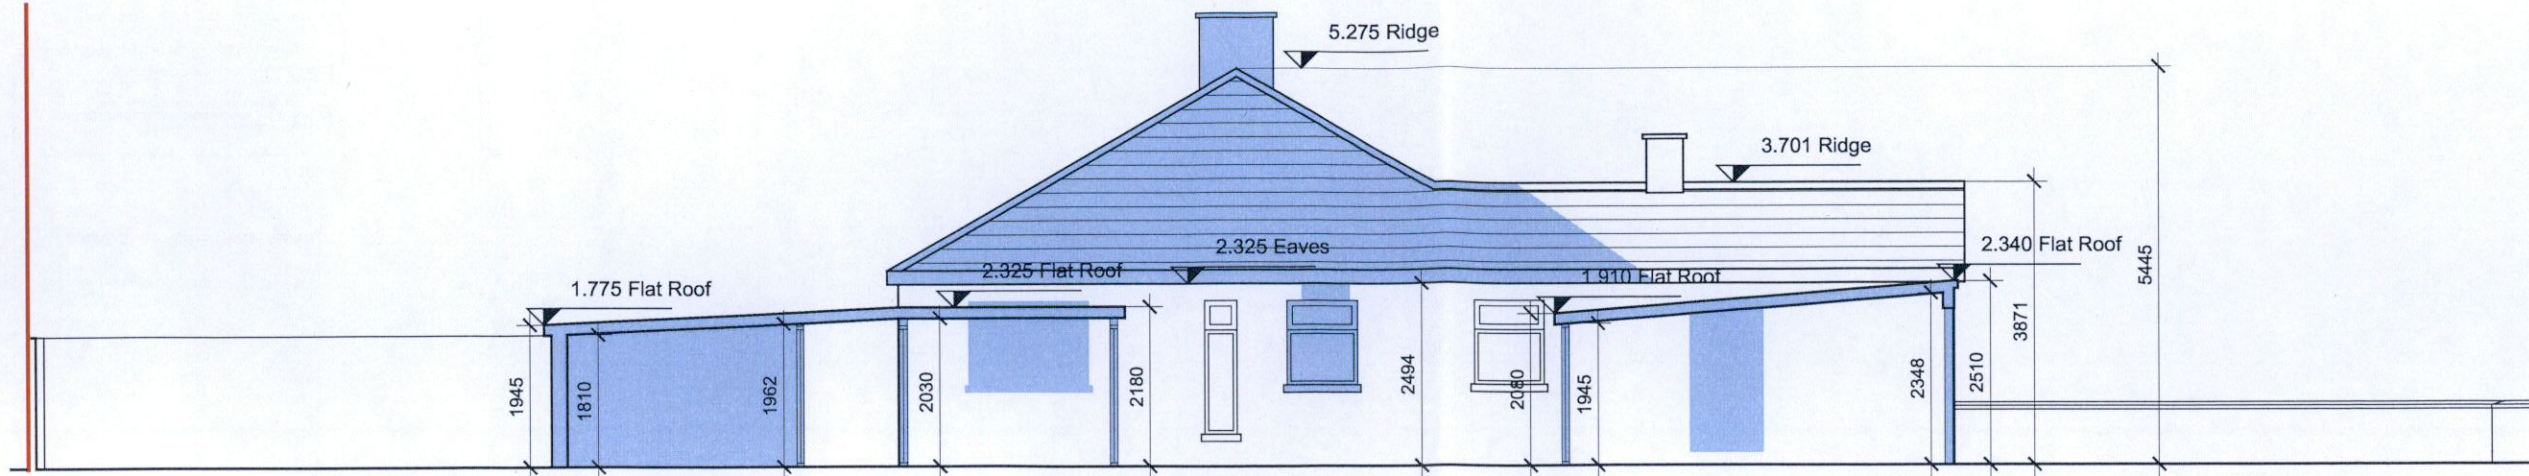 5.275 Ridge
3.701 Ridge
2.340 Flat Roof
2.325 Eaves
2.325 Flat Roof
1.910 Flat Roof
1.775 Flat Roof
1945
1810
1962
2030
2180
2494
2080
1945
2348
2510
3871
5445